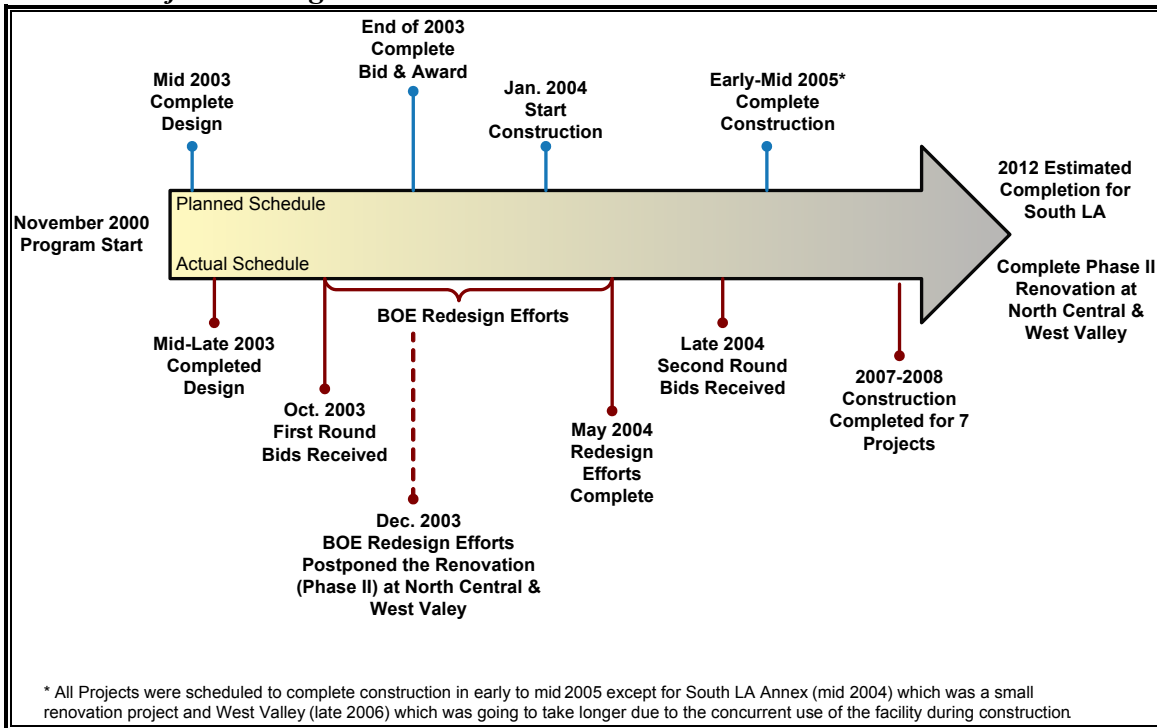 End of 2003
Complete
Bid & Award
Mid 2003
Complete
Design
Jan. 2004
Start
Construction
Early-Mid 2005*
Complete
Construction
November 2000
Program Start
Planned Schedule
Actual Schedule
2012 Estimated
Completion for
South LA
Complete Phase II
Renovation at
North Central &
West Valley
BOE Redesign Efforts
Mid-Late 2003
Completed
Design
Oct. 2003
First Round
Bids Received
Dec. 2003
BOE Redesign Efforts
Postponed the Renovation
(Phase II) at North Central &
West Valey
May 2004
Redesign
Efforts
Complete
Late 2004
Second Round
Bids Received
2007-2008
Construction
Completed for 7
Projects
* All Projects were scheduled to complete construction in early to mid 2005 except for South LA Annex (mid 2004) which was a small
renovation project and West Valley (late 2006) which was going to take longer due to the concurrent use of the facility during construction.